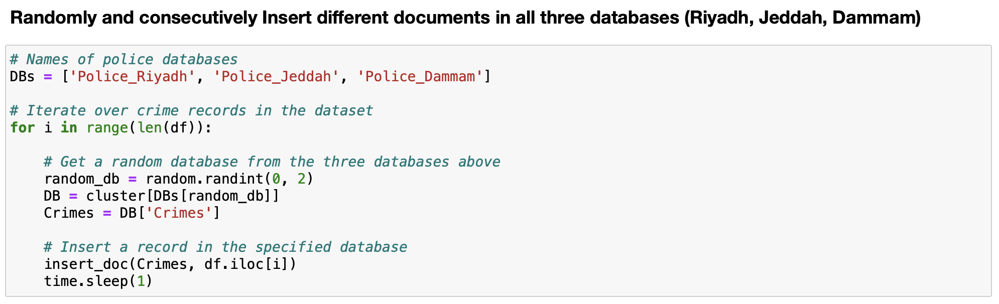 Randomly and consecutively Insert different documents in all three databases (Riyadh, Jeddah, Dammam)
# Names of police databases
DBs = ['Police_Riyadh', 'Police_Jeddah', 'Police_Dammam']
# Iterate over crime records in the dataset
for i in range(len(df)):
    # Get a random database from the three databases above
    random_db = random.randint(0, 2)
    DB = cluster[DBs[random_db]]
    Crimes = DB['Crimes']
    # Insert a record in the specified database
    insert_doc(Crimes, df.iloc[i])
    time.sleep(1)